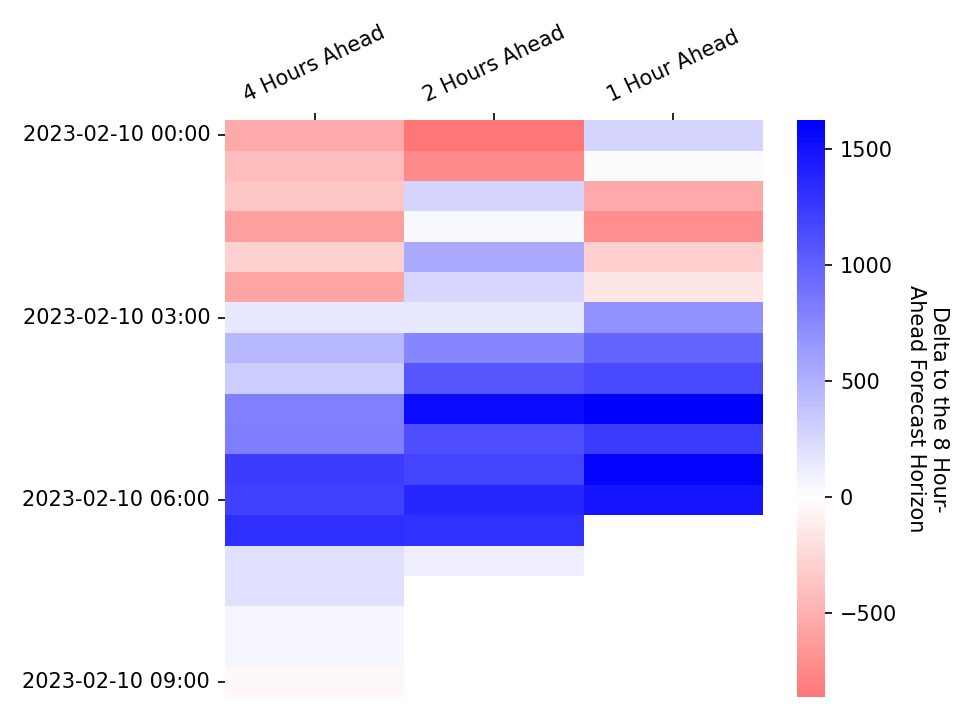 4 Hours Ahead
2 Hours Ahead
1 Hour Ahead
2023-02-10 00:00
2023-02-10 03:00
2023-02-10 06:00
2023-02-10 09:00
1500
1000
500
0
−500
Delta to the 8 Hour-
Ahead Forecast Horizon